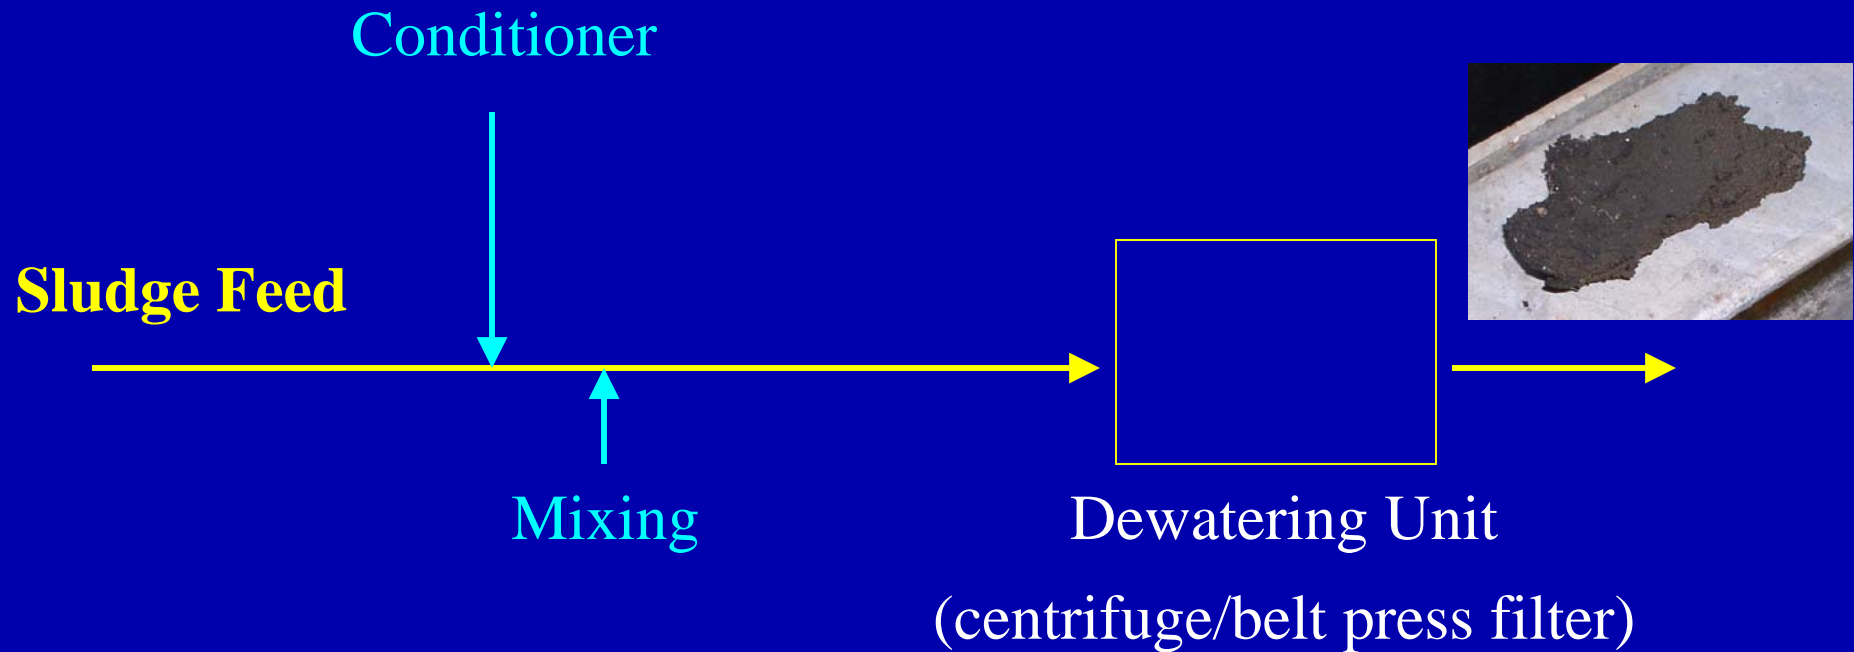 Conditioner
Sludge Feed
Mixing
Dewatering Unit
(centrifuge/belt press filter)